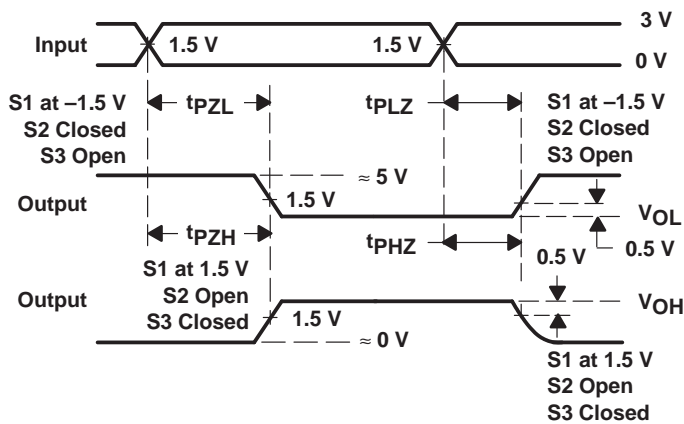 3 V
Input
1.5 V
1.5 V
0 V
S1 at –1.5 V
S2 Closed
S3 Open
tPZL
tPLZ
S1 at –1.5 V
S2 Closed
S3 Open
≈ 5 V
Output
1.5 V
VOL
0.5 V
tPZH
tPHZ
S1 at 1.5 V
S2 Open
S3 Closed
0.5 V
Output
VOH
1.5 V
≈ 0 V
S1 at 1.5 V
S2 Open
S3 Closed